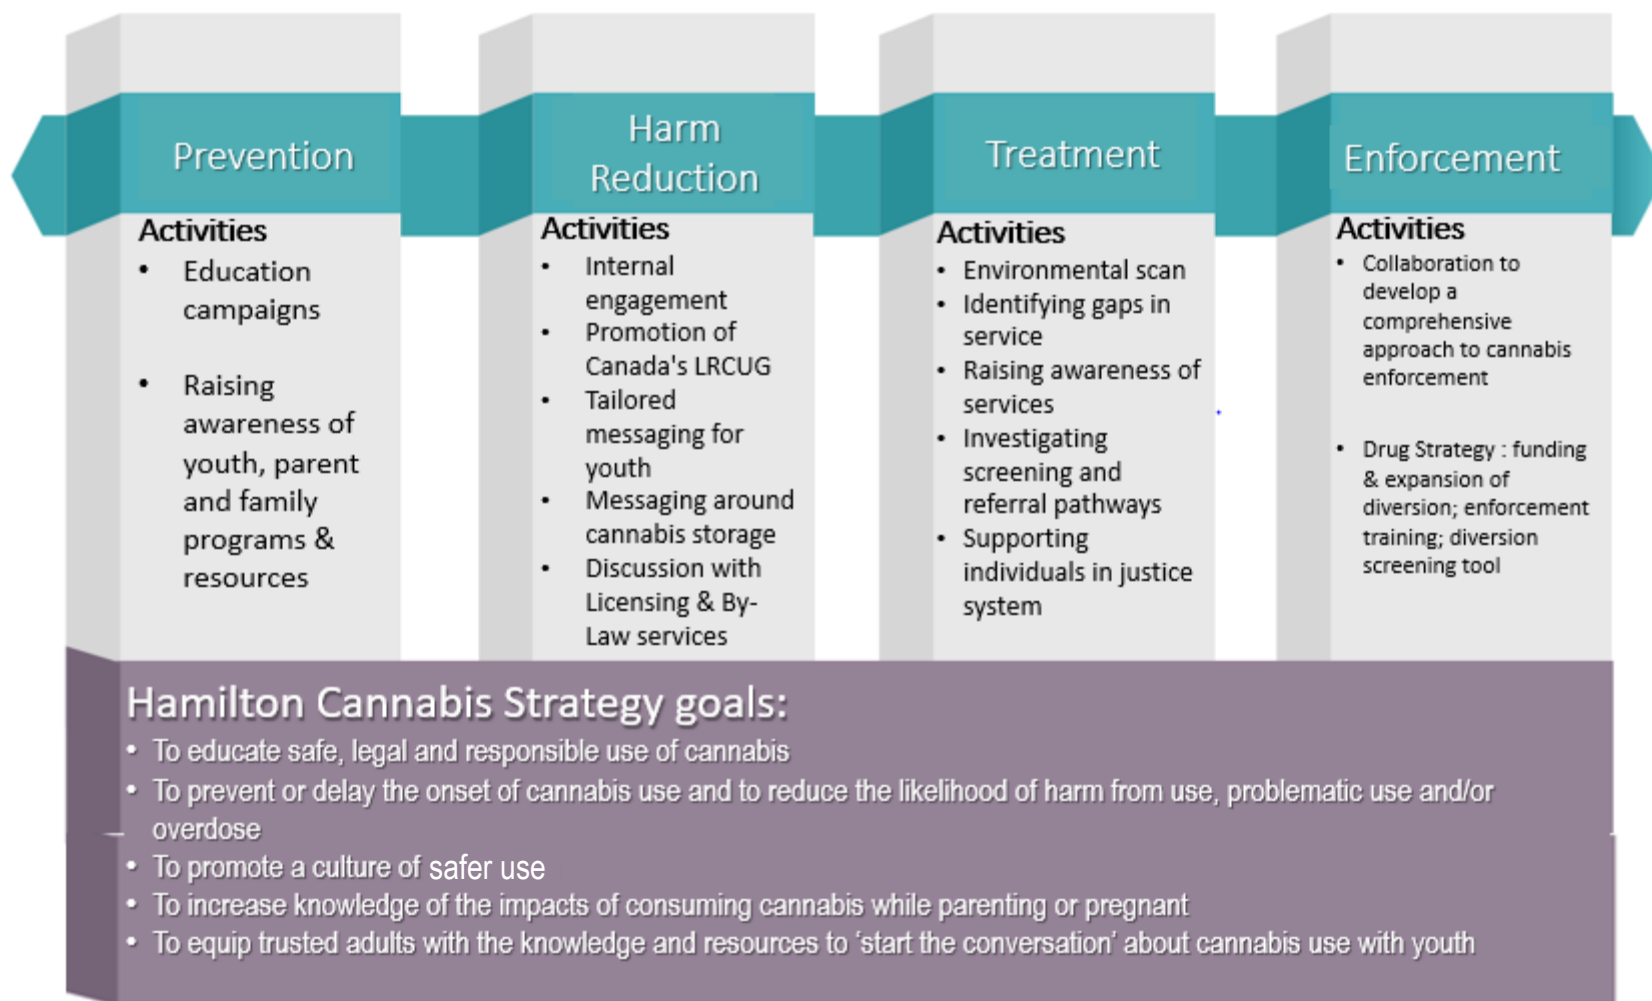 Prevention
Activities
• Education
campaigns
• Raising
awareness of
youth, parent
and family
programs &
resources
Harm
Reduction
Activities
• Internal
engagement
• Promotion of
Canada's LRCUG
• Tailored
messaging for
youth
• Messaging around
cannabis storage
• Discussion with
Licensing & By-
Law services
Treatment
Activities
• Environmental scan
• Identifying gaps in
service
• Raising awareness of
services
• Investigating
screening and
referral pathways
• Supporting
individuals in justice
system
Enforcement
Activities
• Collaboration to
develop a
comprehensive
approach to cannabis
enforcement
• Drug Strategy : funding
& expansion of
diversion; enforcement
training; diversion
screening tool
Hamilton Cannabis Strategy goals:
• To educate safe, legal and responsible use of cannabis
• To prevent or delay the onset of cannabis use and to reduce the likelihood of harm from use, problematic use and/or
overdose
• To promote a culture of safer use
• To increase knowledge of the impacts of consuming cannabis while parenting or pregnant
• To equip trusted adults with the knowledge and resources to ‘start the conversation’ about cannabis use with youth